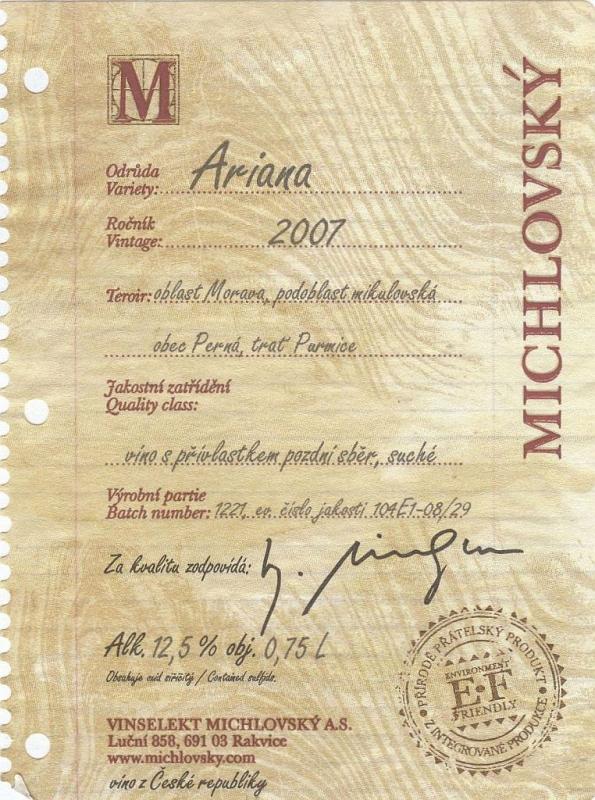 M
MICHLOVSKÝ
Odrůda
Variety: Ariana
Ročník
Vintage: 2007
Teroir: oblast Morava, podoblast mikulovská
obec Perná, trať Purmice
Jakostní zatřídění
Quality class:
víno s přívlastkem pozdní sběr, suché
Výrobní partie
Batch number: 1221, ev. číslo jakosti 104E1-08/29
Za kvalitu zodpovídá:
Alk. 12,5 % obj. 0,75 L
Obsahuje oxid siřičitý / Contained sulfids.
PŘÍRODĚ PŘÁTELSKÝ PRODUKT
ENVIRONMENT
E·F
FRIENDLY
Z INTEGROVANÉ PRODUKCE
VINSELEKT MICHLOVSKÝ A.S.
Luční 858, 691 03 Rakvice
www.michlovsky.com
víno z České republiky